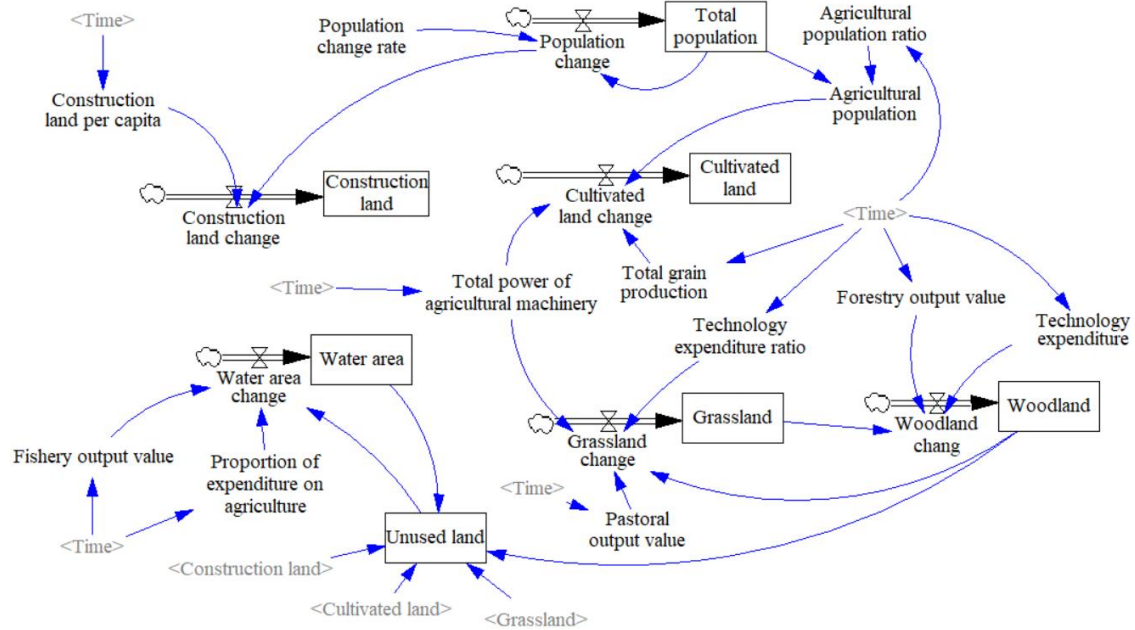 <Time>
Population
change rate
Population
change
Total
population
Agricultural
population ratio
Construction
land per capita
Agricultural
population
Construction
land
Construction
land change
Cultivated
land change
Cultivated
land
<Time>
<Time>
Total power of
agricultural machinery
Total grain
production
Forestry output value
Technology
expenditure
Technology
expenditure ratio
Water area
Water area
change
Grassland
Grassland
change
Woodland
Woodland
chang
Fishery output value
Proportion of
expenditure on
agriculture
<Time>
Pastoral
output value
<Time>
Unused land
<Construction land>
<Cultivated land>
<Grassland>